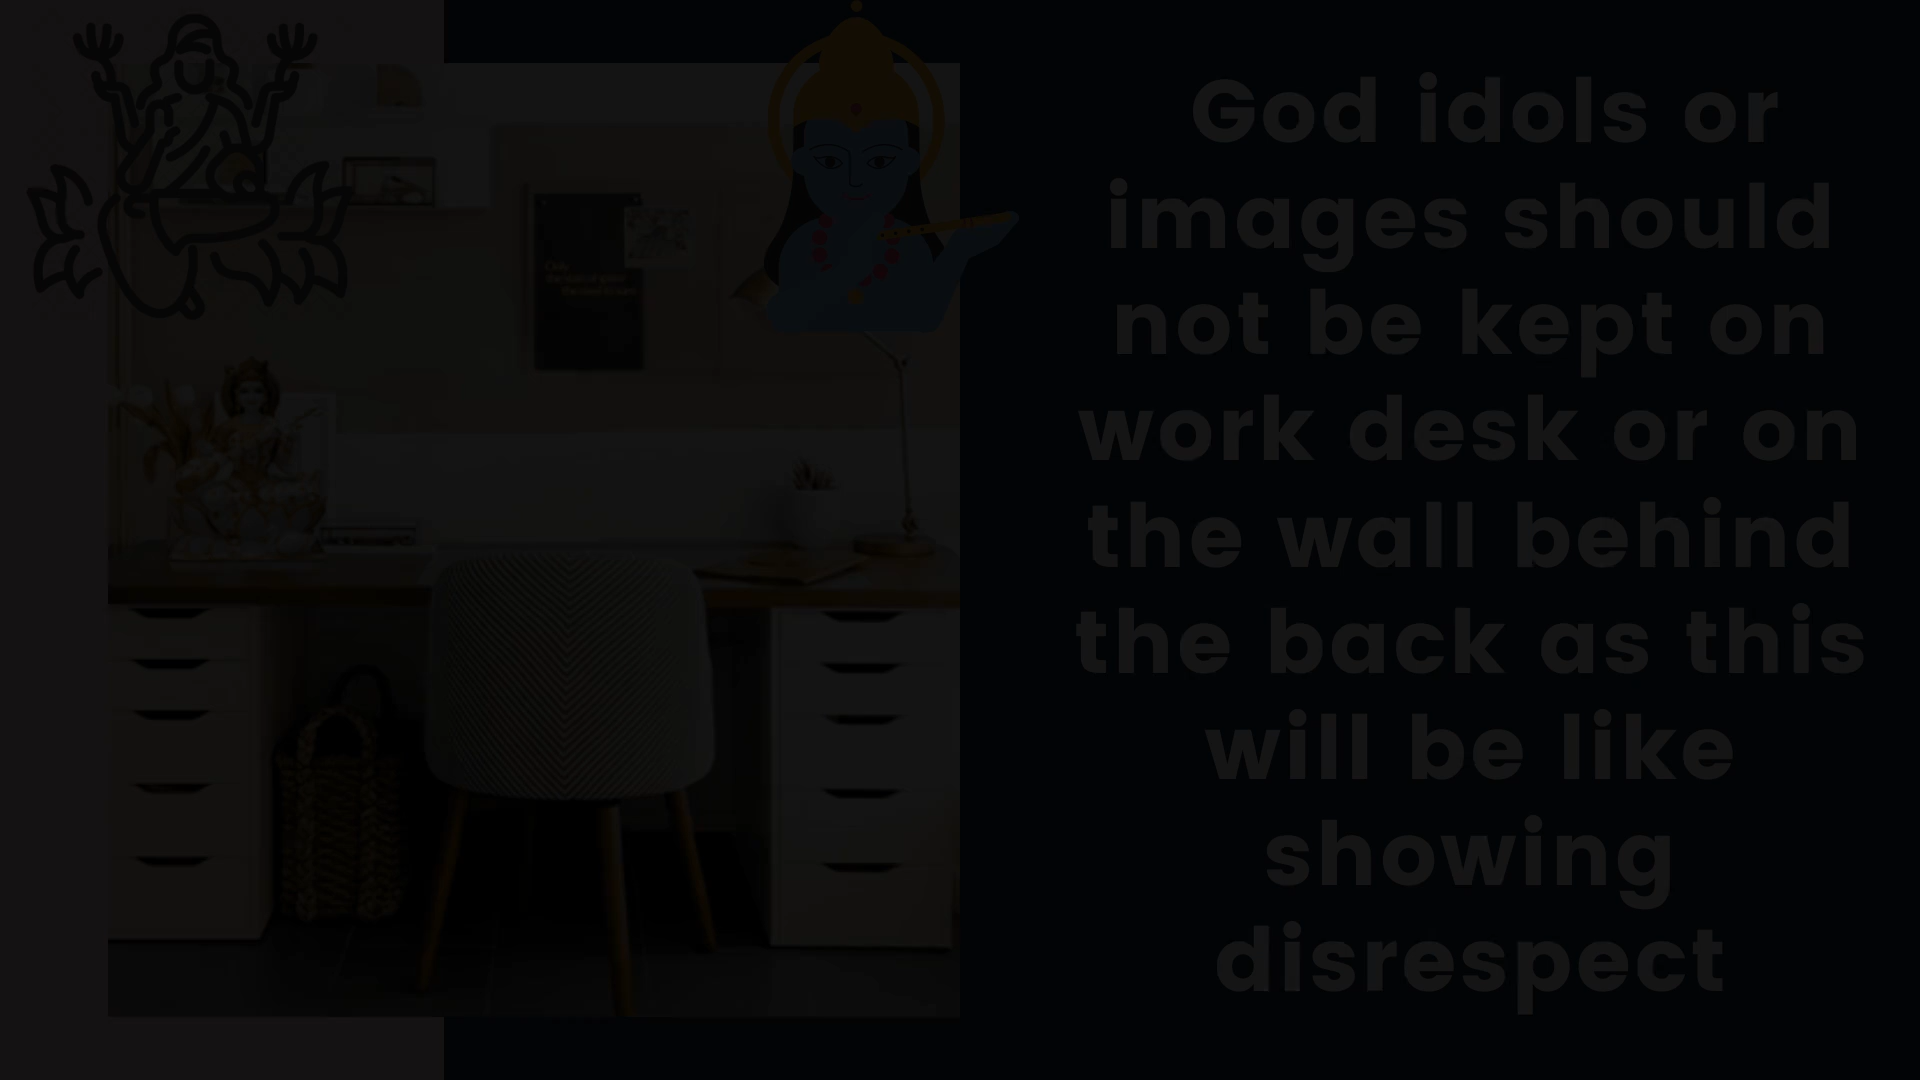 God idols or
images should
not be kept on
work desk or on
the wall behind
the back as this
will be like
showing
disrespect